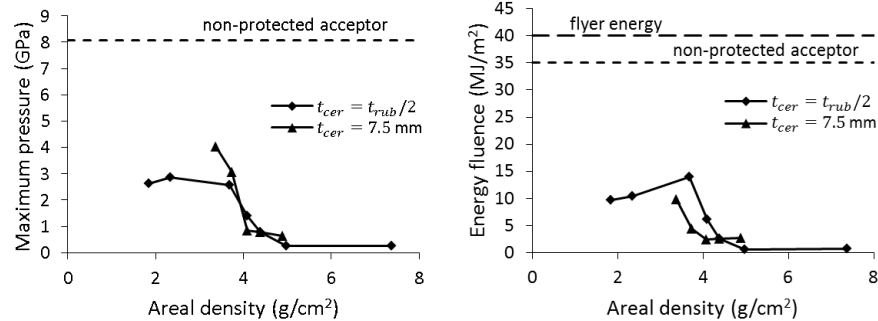 Maximum pressure (GPa)
9
8
7
6
5
4
3
2
1
0
non-protected acceptor
t_cer = t_rub/2
t_cer = 7.5 mm
0 2 4 6 8
Areal density (g/cm²)
Energy fluence (MJ/m²)
45
40
35
30
25
20
15
10
5
0
flyer energy
non-protected acceptor
t_cer = t_rub/2
t_cer = 7.5 mm
0 2 4 6 8
Areal density (g/cm²)